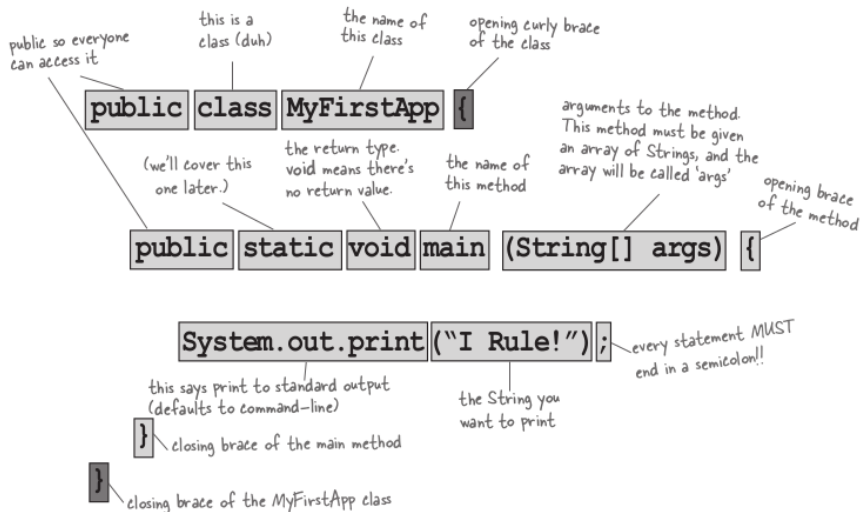 public so everyone
can access it
this is a
class (duh)
the name of
this class
opening curly brace
of the class
public class MyFirstApp {
(we'll cover this
one later.)
the return type.
void means there's
no return value.
the name of
this method
arguments to the method.
This method must be given
an array of Strings, and the
array will be called 'args'
opening brace
of the method
public static void main (String[] args) {
System.out.print("I Rule!");
every statement MUST
end in a semicolon!!
this says print to standard output
(defaults to command-line)
the String you
want to print
} closing brace of the main method
} closing brace of the MyFirstApp class